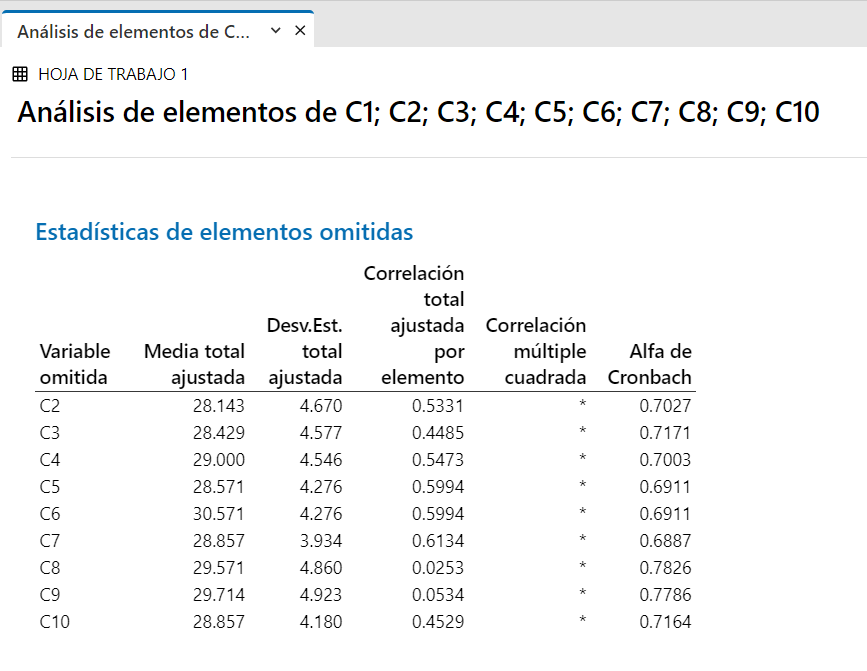 Análisis de elementos de C...
HOJA DE TRABAJO 1
Análisis de elementos de C1; C2; C3; C4; C5; C6; C7; C8; C9; C10
Estadísticas de elementos omitidas
Correlación
total
Desv.Est. ajustada Correlación
Variable Media total total por múltiple Alfa de
omitida ajustada ajustada elemento cuadrada Cronbach
C2 28.143 4.670 0.5331 * 0.7027
C3 28.429 4.577 0.4485 * 0.7171
C4 29.000 4.546 0.5473 * 0.7003
C5 28.571 4.276 0.5994 * 0.6911
C6 30.571 4.276 0.5994 * 0.6911
C7 28.857 3.934 0.6134 * 0.6887
C8 29.571 4.860 0.0253 * 0.7826
C9 29.714 4.923 0.0534 * 0.7786
C10 28.857 4.180 0.4529 * 0.7164